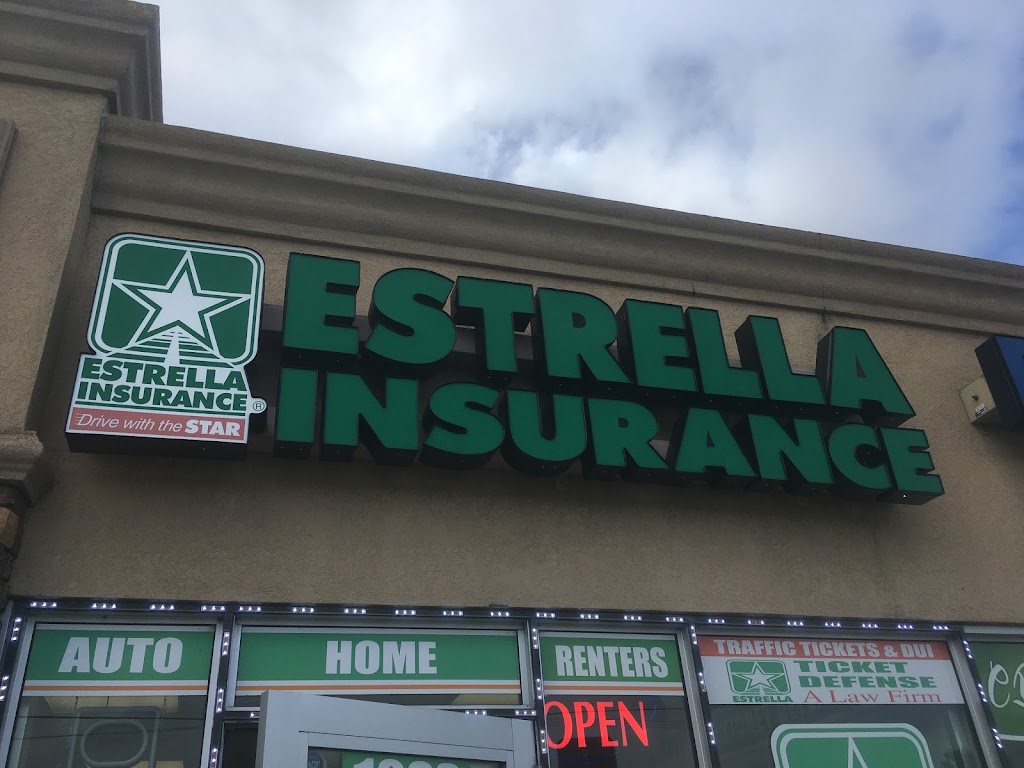 ESTRELLA
INSURANCE
ESTRELLA
INSURANCE®
Drive with the STAR
AUTO
HOME
RENTERS
OPEN
TRAFFIC TICKETS & DUI
TICKET
DEFENSE
A Law Firm
ESTRELLA